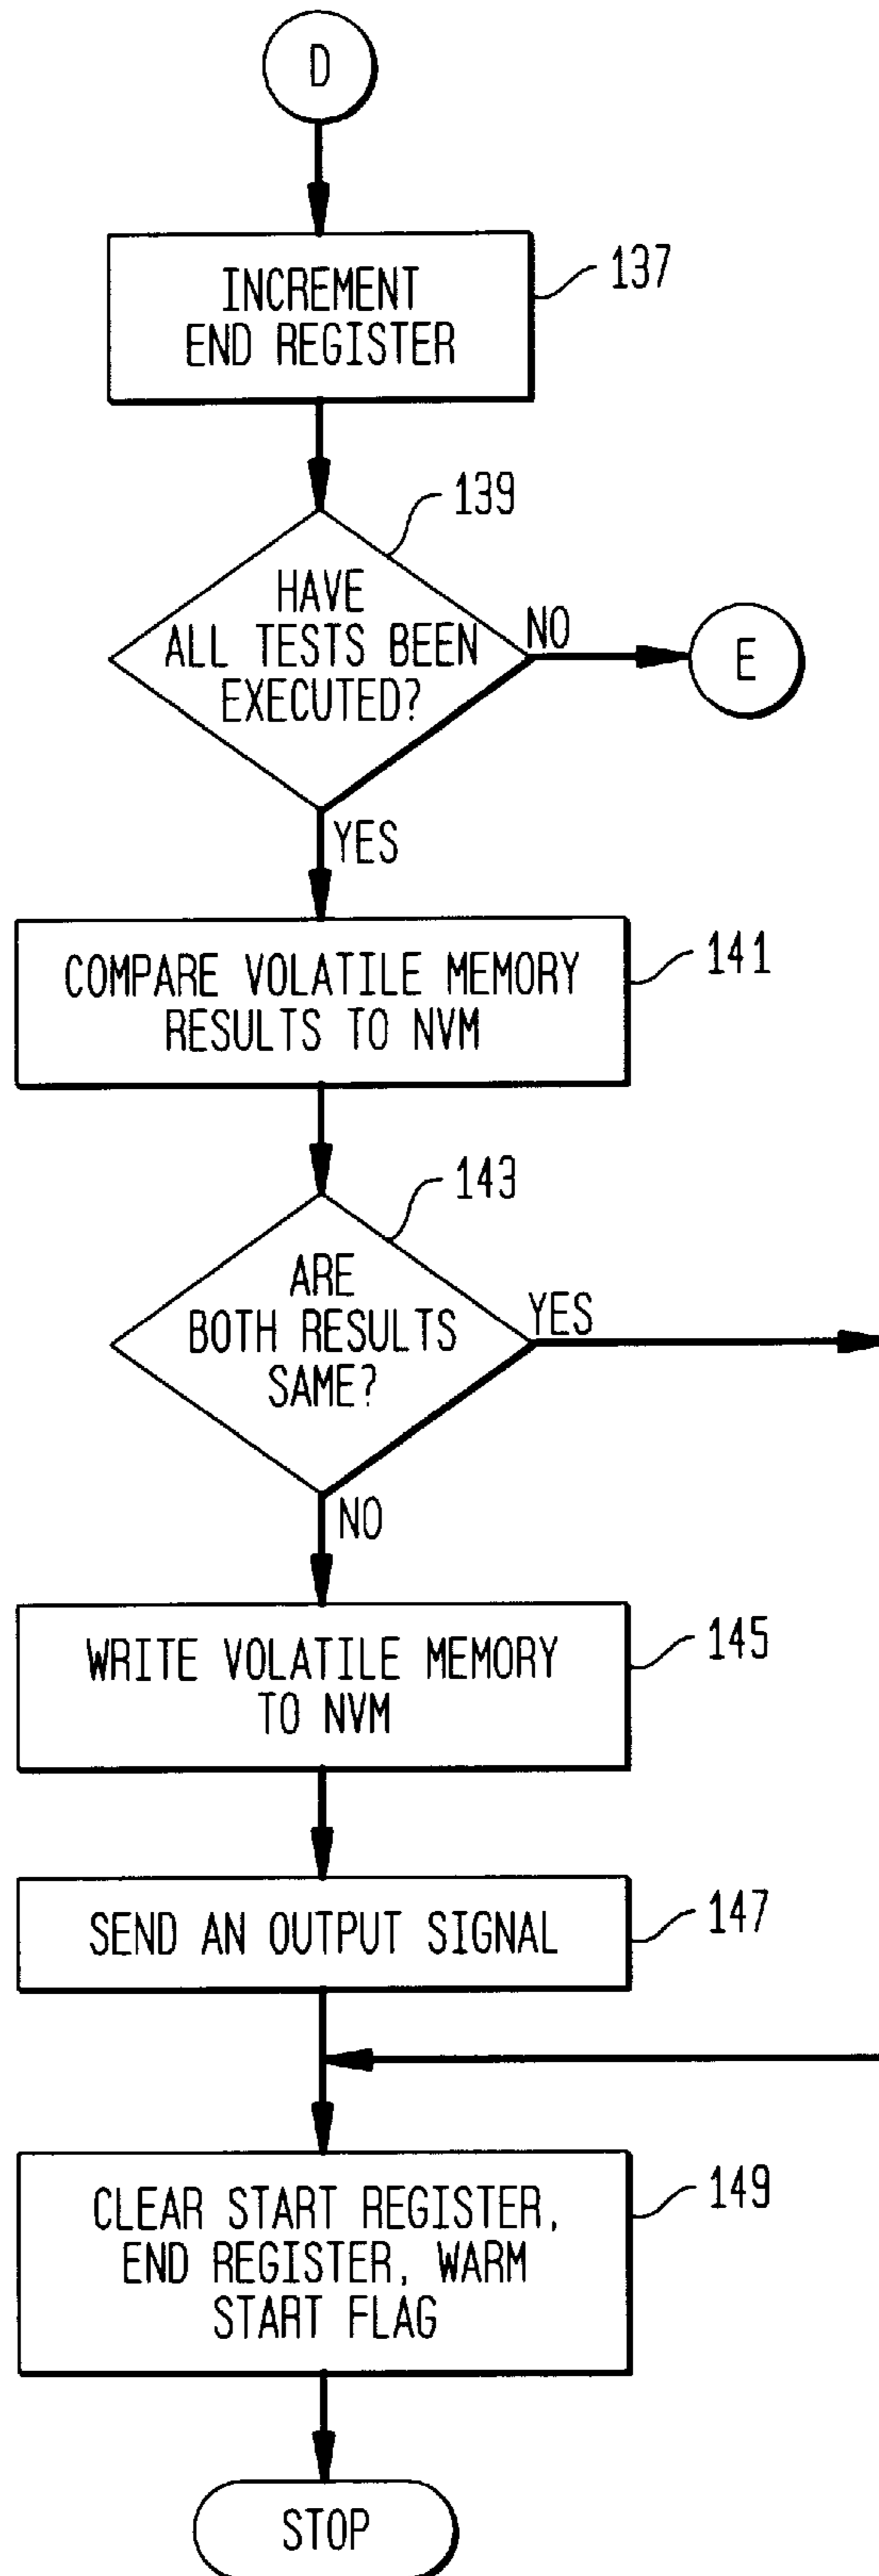 D
INCREMENT
END REGISTER
137
139
HAVE
ALL TESTS BEEN
EXECUTED?
NO
E
YES
COMPARE VOLATILE MEMORY
RESULTS TO NVM
141
143
ARE
BOTH RESULTS
SAME?
YES
NO
WRITE VOLATILE MEMORY
TO NVM
145
SEND AN OUTPUT SIGNAL
147
CLEAR START REGISTER,
END REGISTER, WARM
START FLAG
149
STOP